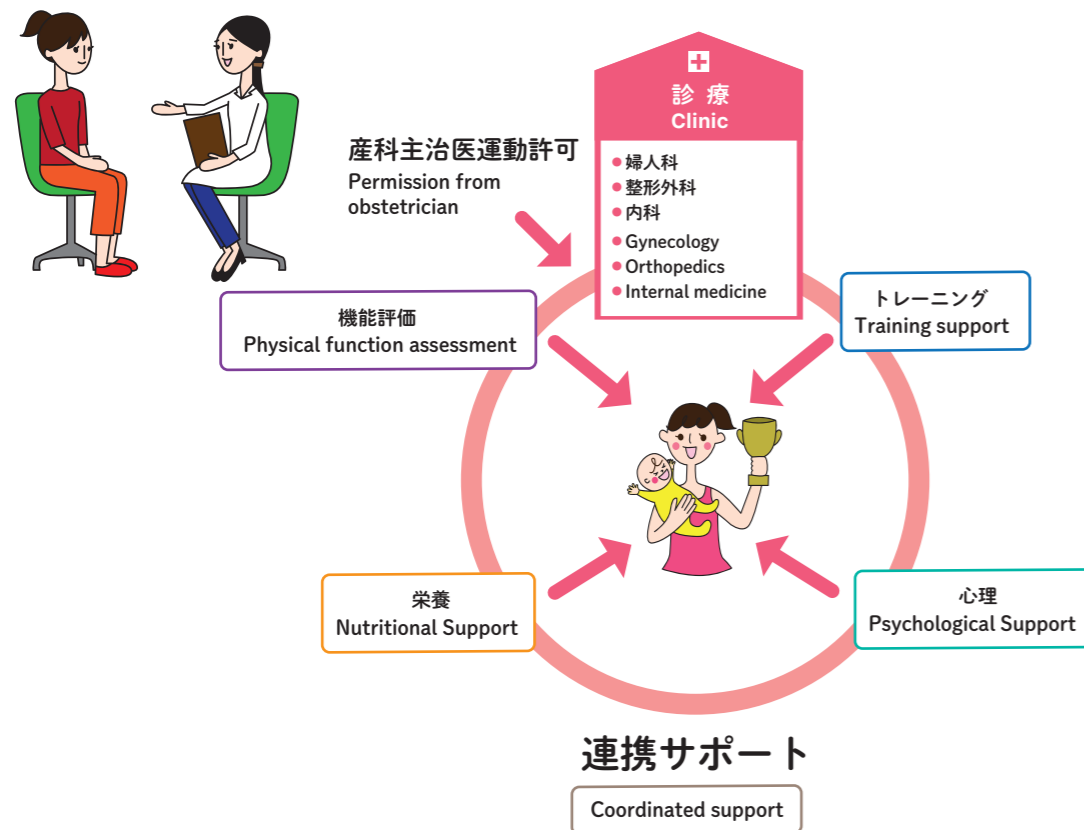 診療
Clinic
産科主治医運動許可
Permission from
obstetrician
●婦人科
●整形外科
●内科
●Gynecology
●Orthopedics
●Internal medicine
機能評価
Physical function assessment
トレーニング
Training support
栄養
Nutritional Support
心理
Psychological Support
連携サポート
Coordinated support